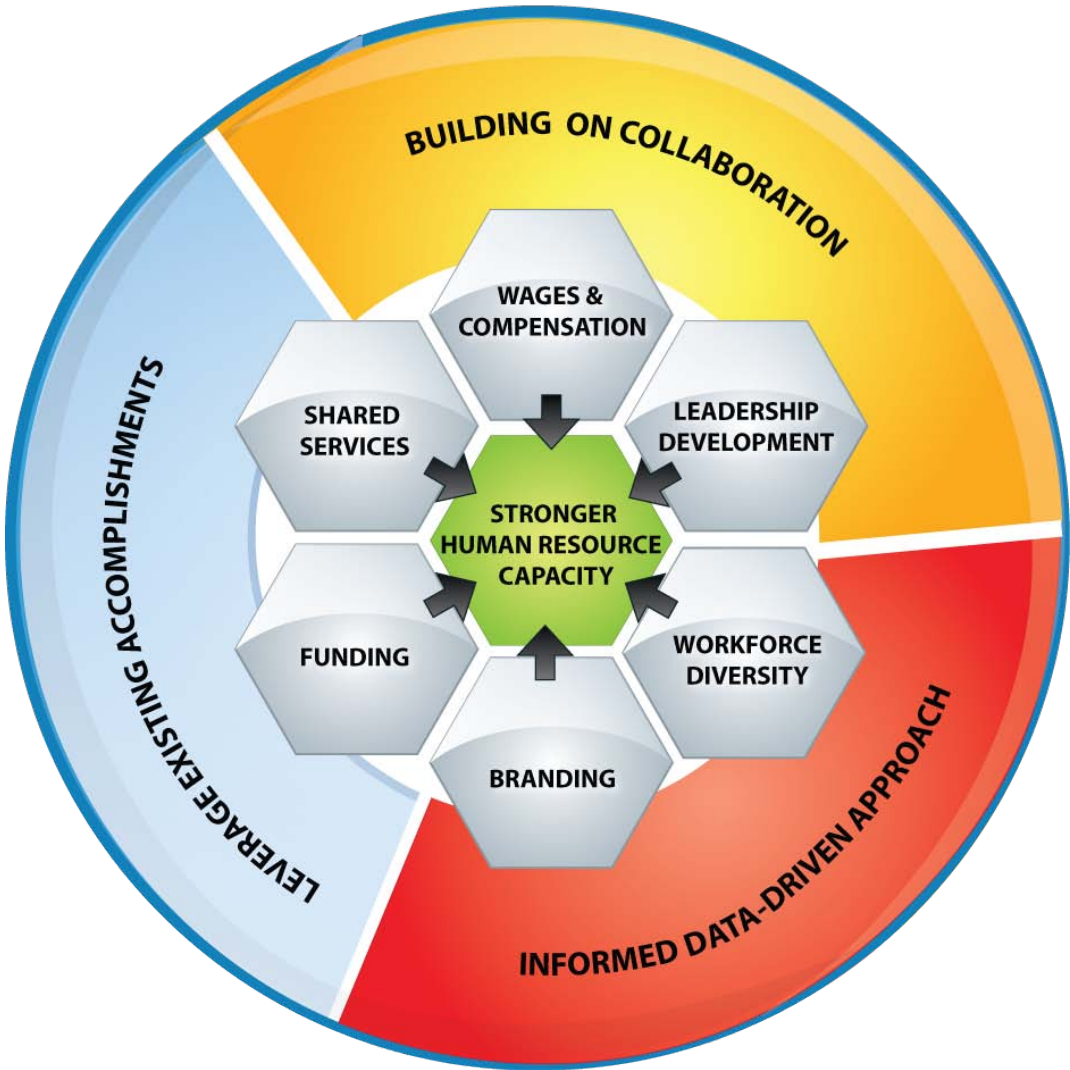 BUILDING ON COLLABORATION
WAGES &
COMPENSATION
SHARED
SERVICES
LEADERSHIP
DEVELOPMENT
STRONGER
HUMAN RESOURCE
CAPACITY
FUNDING
WORKFORCE
DIVERSITY
BRANDING
LEVERAGE EXISTING ACCOMPLISHMENTS
INFORMED DATA-DRIVEN APPROACH